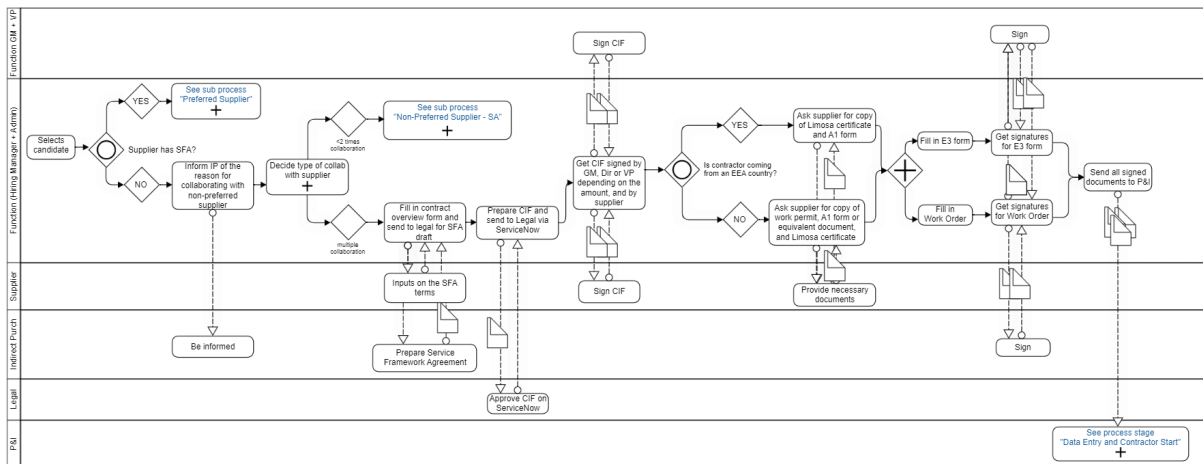 Function GM + VP
Sign CIF
Sign
Function (Hiring Manager + Admin)
Selects
candidate
Supplier has SFA?
YES
See sub process
"Preferred Supplier"
NO
Inform IP of the
reason for
collaborating with
non-preferred
supplier
Decide type of collab
with supplier
<2 times
collaboration
See sub process
"Non-Preferred Supplier - SA"
multiple
collaboration
Fill in contract
overview form and
send to legal for SFA
draft
Prepare CIF and
send to Legal via
ServiceNow
Get CIF signed by
GM, Dir or VP
depending on the
amount, and by
supplier
Is contractor coming
from an EEA country?
YES
Ask supplier for copy
of Limosa certificate
and A1 form
NO
Ask supplier for copy of
work permit, A1 form or
equivalent document,
and Limosa certificate
Fill in E3 form
Get signatures
for E3 form
Fill in
Work Order
Get signatures
for Work Order
Send all signed
documents to P&I
Supplier
Inputs on the SFA
terms
Sign CIF
Provide necessary
documents
Indirect Purch
Be informed
Prepare Service
Framework Agreement
Sign
Legal
Approve CIF on
ServiceNow
P&I
See process stage
"Data Entry and Contractor Start"